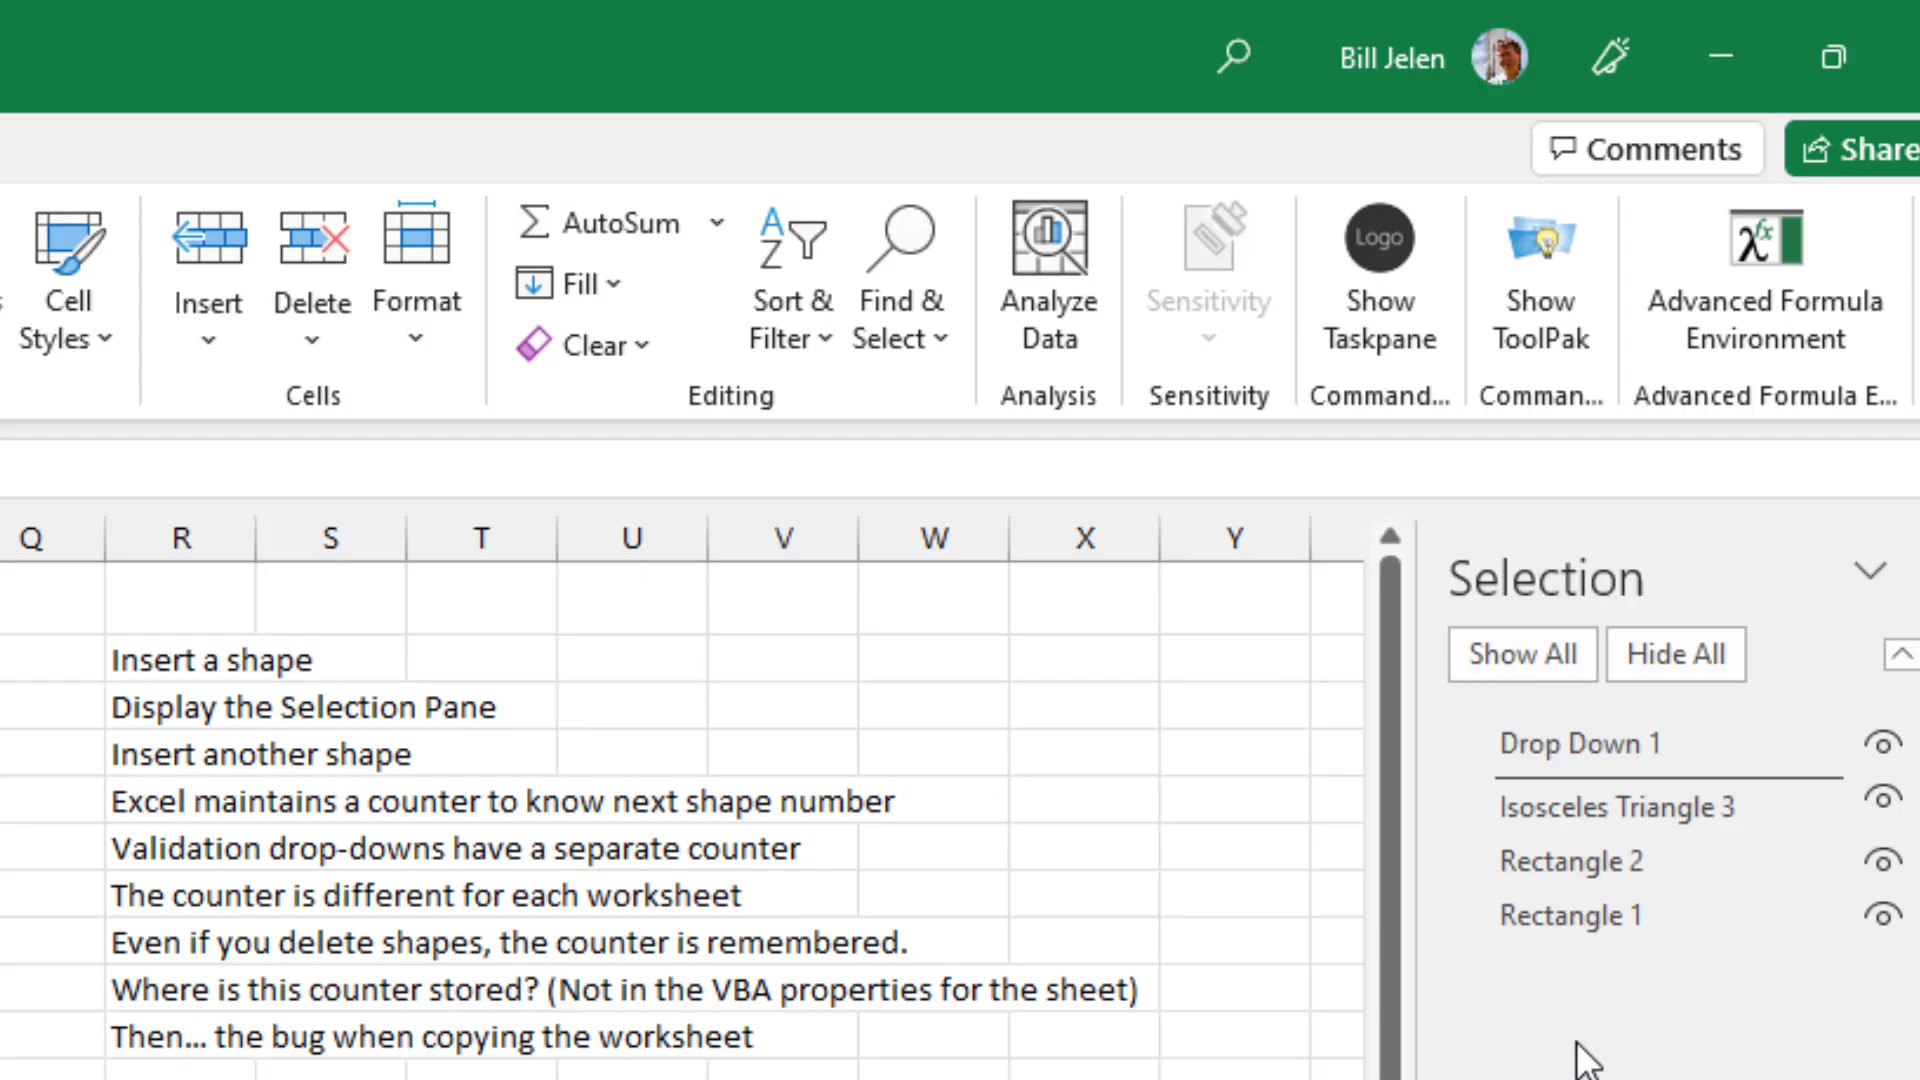 Bill Jelen
Comments
Share
Cell
Styles
Insert
Delete
Format
Cells
AutoSum
Fill
Clear
Sort &
Filter
Find &
Select
Editing
Analyze
Data
Analysis
Sensitivity
Sensitivity
Logo
Show
Taskpane
Command...
Show
ToolPak
Comman...
Advanced Formula
Environment
Advanced Formula E...
Q R S T U V W X Y
Insert a shape
Display the Selection Pane
Insert another shape
Excel maintains a counter to know next shape number
Validation drop-downs have a separate counter
The counter is different for each worksheet
Even if you delete shapes, the counter is remembered.
Where is this counter stored? (Not in the VBA properties for the sheet)
Then... the bug when copying the worksheet
Selection
Show All
Hide All
Drop Down 1
Isosceles Triangle 3
Rectangle 2
Rectangle 1